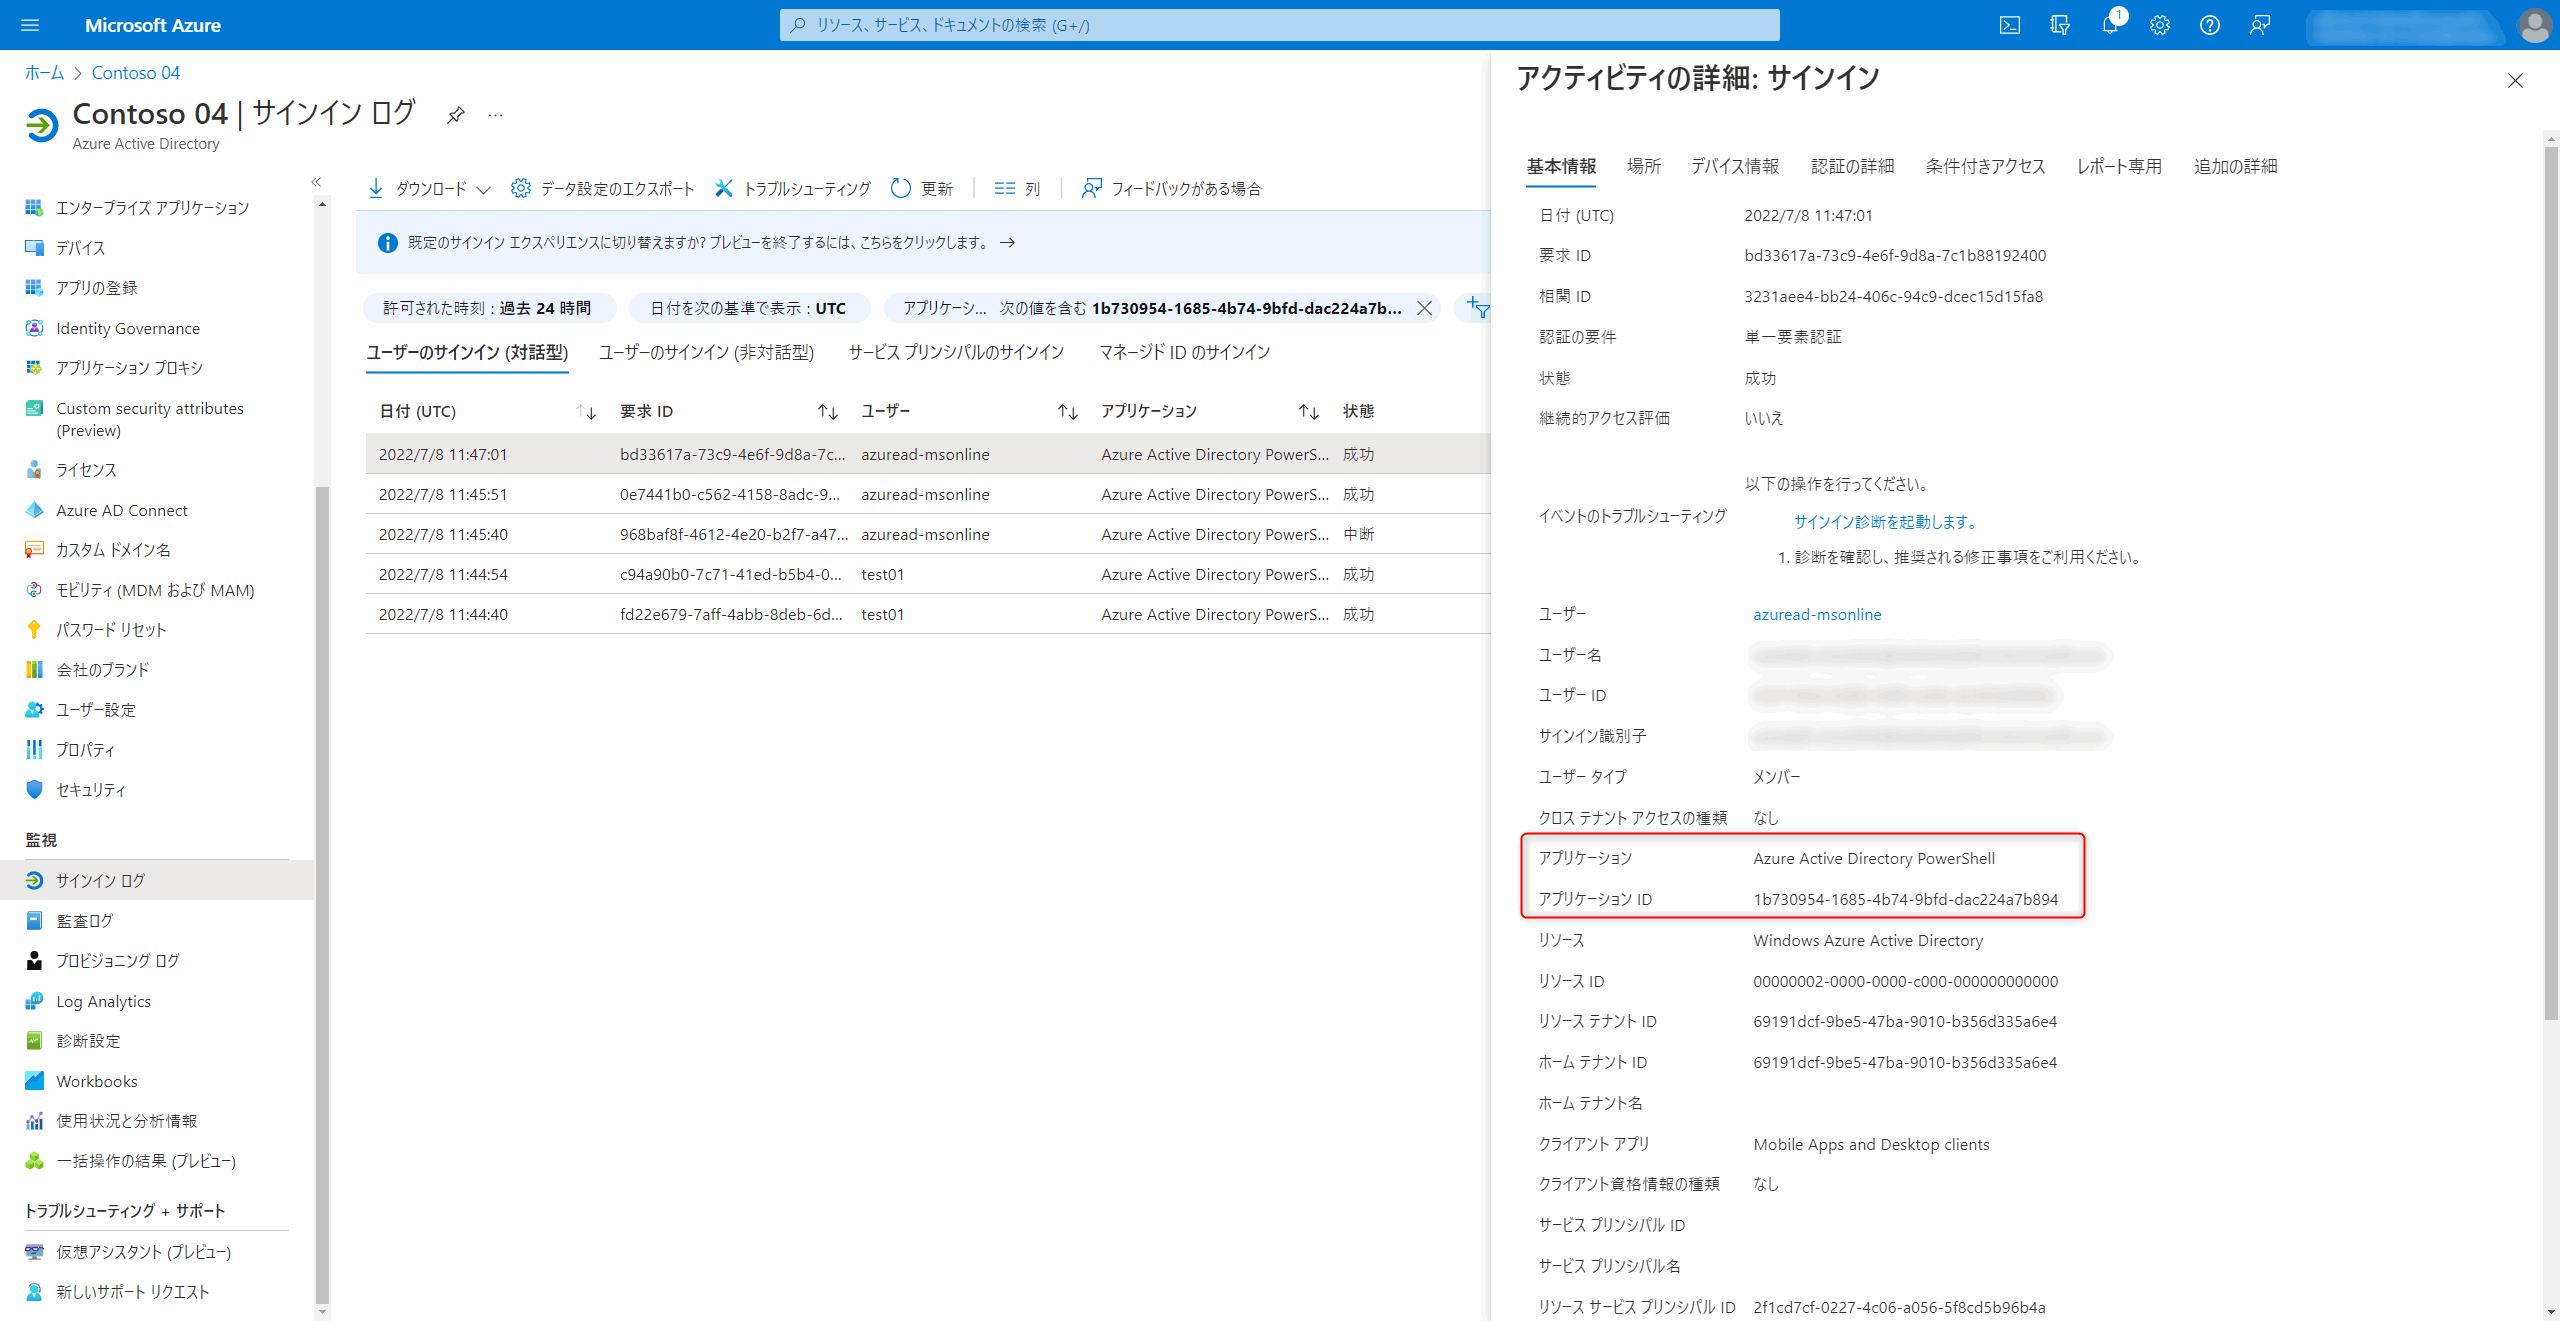 Microsoft Azure
リソース、サービス、ドキュメントの検索 (G+/)
1
ホーム > Contoso 04
Contoso 04 | サインイン ログ
Azure Active Directory
エンタープライズ アプリケーション
デバイス
アプリの登録
Identity Governance
アプリケーション プロキシ
Custom security attributes
(Preview)
ライセンス
Azure AD Connect
カスタム ドメイン名
モビリティ (MDM および MAM)
パスワード リセット
会社のブランド
ユーザー設定
プロパティ
セキュリティ
監視
サインイン ログ
監査ログ
プロビジョニング ログ
Log Analytics
診断設定
Workbooks
使用状況と分析情報
一括操作の結果 (プレビュー)
トラブルシューティング + サポート
仮想アシスタント (プレビュー)
新しいサポート リクエスト
ダウンロード データ設定のエクスポート トラブルシューティング 更新 列 フィードバックがある場合
既定のサインイン エクスペリエンスに切り替えますか? プレビューを終了するには、こちらをクリックします。 →
許可された時刻 : 過去 24 時間 日付を次の基準で表示 : UTC アプリケーシ... 次の値を含む 1b730954-1685-4b74-9bfd-dac224a7b...
ユーザーのサインイン (対話型) ユーザーのサインイン (非対話型) サービス プリンシパルのサインイン マネージド ID のサインイン
日付 (UTC) 要求 ID ユーザー アプリケーション 状態
2022/7/8 11:47:01 bd33617a-73c9-4e6f-9d8a-7c... azuread-msonline Azure Active Directory PowerS... 成功
2022/7/8 11:45:51 0e7441b0-c562-4158-8adc-9... azuread-msonline Azure Active Directory PowerS... 成功
2022/7/8 11:45:40 968baf8f-4612-4e20-b2f7-a47... azuread-msonline Azure Active Directory PowerS... 中断
2022/7/8 11:44:54 c94a90b0-7c71-41ed-b5b4-0... test01 Azure Active Directory PowerS... 成功
2022/7/8 11:44:40 fd22e679-7aff-4abb-8deb-6d... test01 Azure Active Directory PowerS... 成功
アクティビティの詳細: サインイン
基本情報 場所 デバイス情報 認証の詳細 条件付きアクセス レポート専用 追加の詳細
日付 (UTC) 2022/7/8 11:47:01
要求 ID bd33617a-73c9-4e6f-9d8a-7c1b88192400
相関 ID 3231aee4-bb24-406c-94c9-dcec15d15fa8
認証の要件 単一要素認証
状態 成功
継続的アクセス評価 いいえ
以下の操作を行ってください。
イベントのトラブルシューティング
サインイン診断を起動します。
1. 診断を確認し、推奨される修正事項をご利用ください。
ユーザー azuread-msonline
ユーザー名
ユーザー ID
サインイン識別子
ユーザー タイプ メンバー
クロス テナント アクセスの種類 なし
アプリケーション Azure Active Directory PowerShell
アプリケーション ID 1b730954-1685-4b74-9bfd-dac224a7b894
リソース Windows Azure Active Directory
リソース ID 00000002-0000-0000-c000-000000000000
リソース テナント ID 69191dcf-9be5-47ba-9010-b356d335a6e4
ホーム テナント ID 69191dcf-9be5-47ba-9010-b356d335a6e4
ホーム テナント名
クライアント アプリ Mobile Apps and Desktop clients
クライアント資格情報の種類 なし
サービス プリンシパル ID
サービス プリンシパル名
リソース サービス プリンシパル ID 2f1cd7cf-0227-4c06-a056-5f8cd5b96b4a